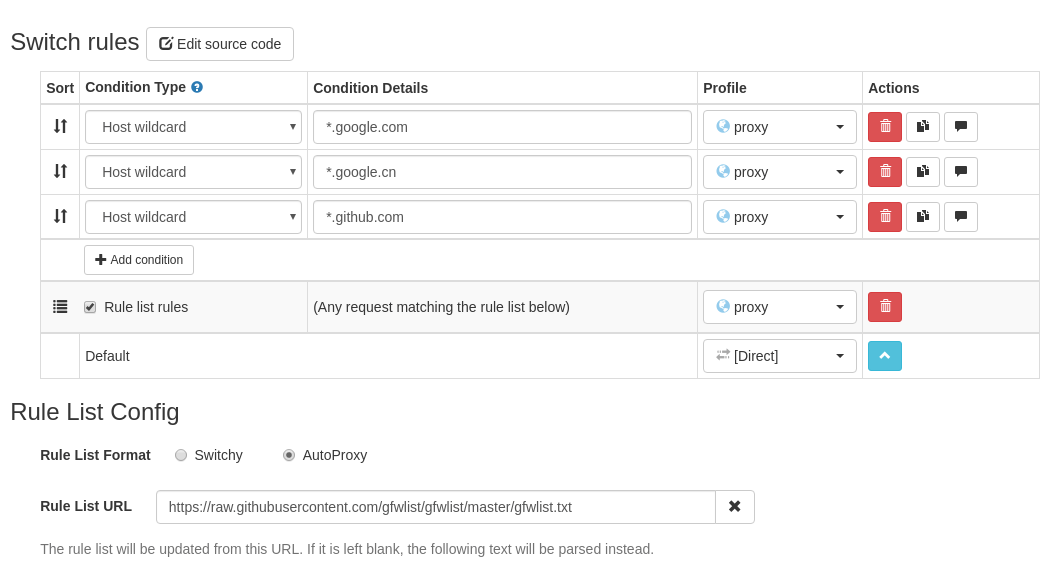 Switch rules Edit source code
Sort Condition Type ? Condition Details Profile Actions
Host wildcard *.google.com proxy
Host wildcard *.google.cn proxy
Host wildcard *.github.com proxy
Add condition
Rule list rules (Any request matching the rule list below) proxy
Default [Direct]
Rule List Config
Rule List Format Switchy AutoProxy
Rule List URL https://raw.githubusercontent.com/gfwlist/gfwlist/master/gfwlist.txt
The rule list will be updated from this URL. If it is left blank, the following text will be parsed instead.